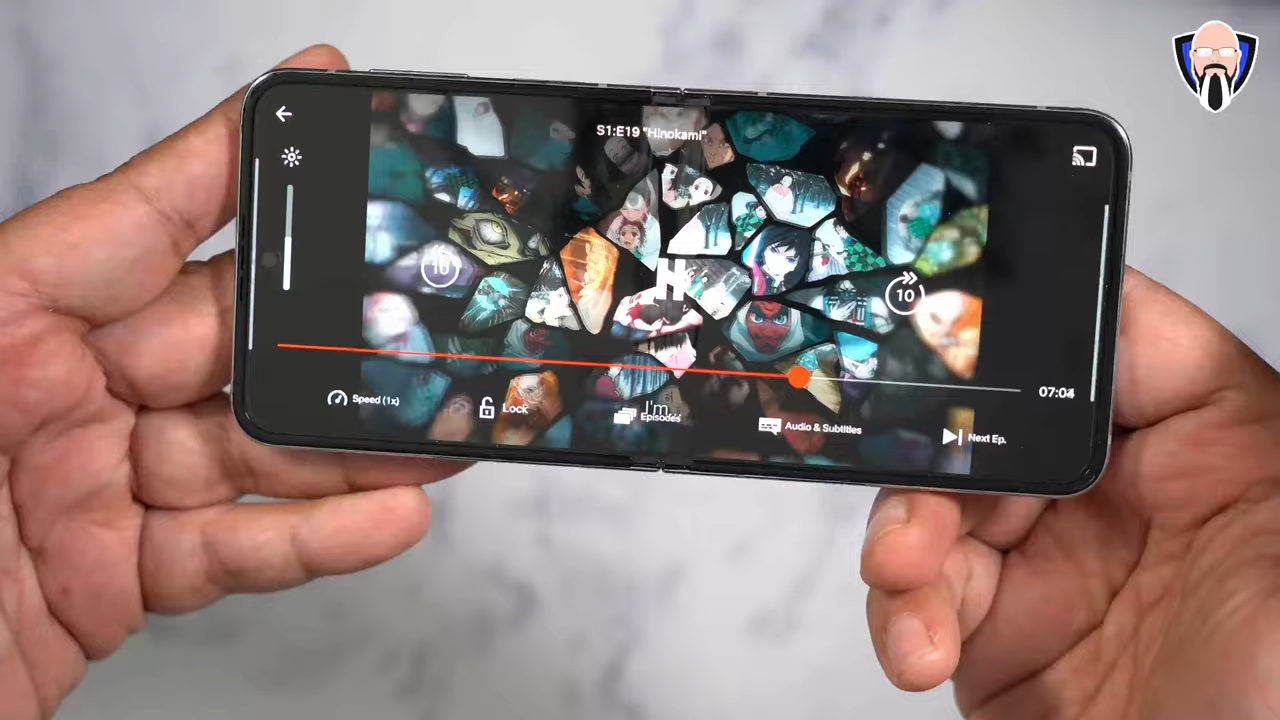 S1:E19 "Hinokami"
10
10
07:04
I'm..
Speed (1x)
Lock
Episodes
Audio & Subtitles
Next Ep.